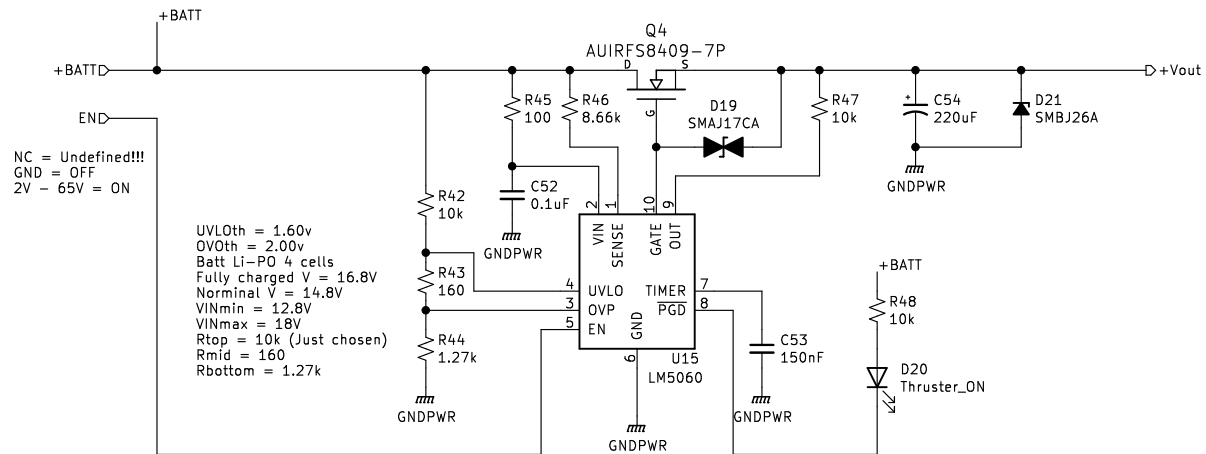 +BATT
Q4
AUIRFS8409-7P
+BATT
D
S
G
+Vout
EN
R45
100
R46
8.66k
D19
SMAJ17CA
R47
10k
C54
220uF
+
D21
SMBJ26A
GNDPWR
NC = Undefined!!!
GND = OFF
2V - 65V = ON
R42
10k
C52
0.1uF
GNDPWR
2
1
10
9
VIN
SENSE
GATE
OUT
UVLOth = 1.60v
OVOth = 2.00v
Batt Li-PO 4 cells
Fully charged V = 16.8V
Norminal V = 14.8V
VINmin = 12.8V
VINmax = 18V
Rtop = 10k (Just chosen)
Rmid = 160
Rbottom = 1.27k
R43
160
R44
1.27k
GNDPWR
4
UVLO
3
OVP
5
EN
TIMER
7
PGD
8
GND
6
U15
LM5060
GNDPWR
C53
150nF
GNDPWR
+BATT
R48
10k
D20
Thruster_ON